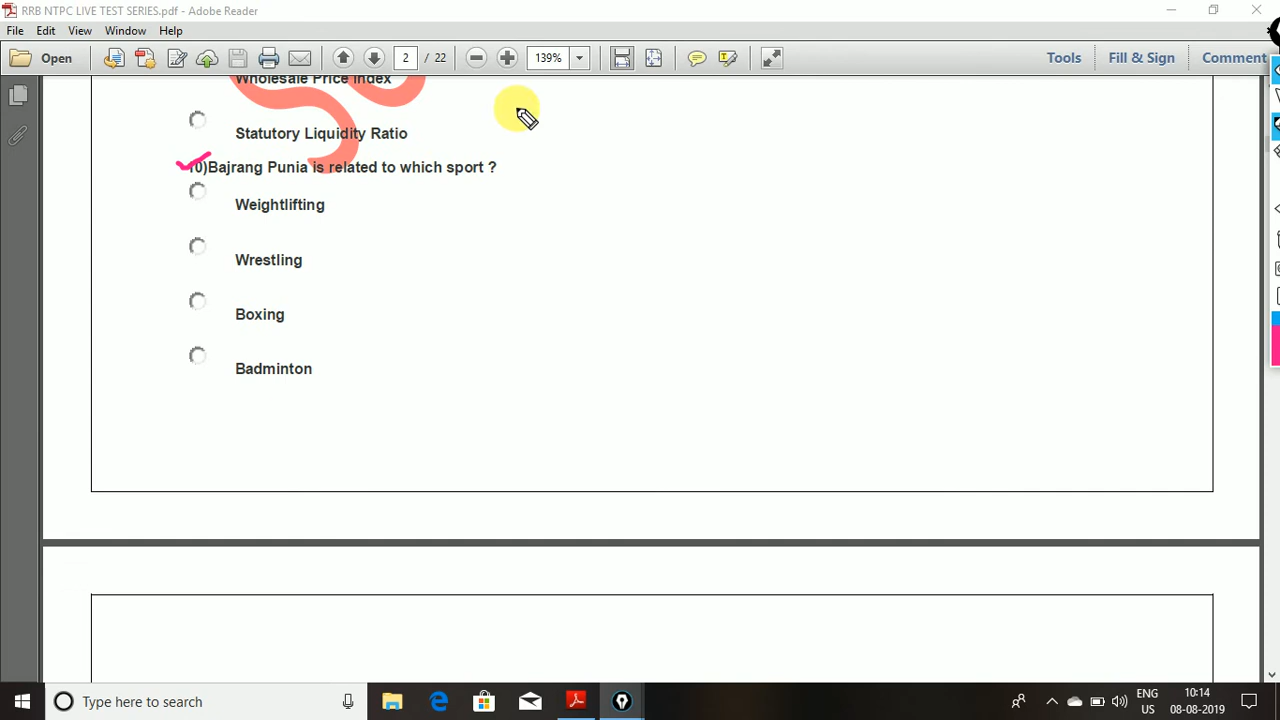 RRB NTPC LIVE TEST SERIES.pdf - Adobe Reader
File Edit View Window Help
Open 2 / 22 139% Tools Fill & Sign Comment
Wholesale Price Index
Statutory Liquidity Ratio
10)Bajrang Punia is related to which sport ?
Weightlifting
Wrestling
Boxing
Badminton
Type here to search
ENG 10:14
US 08-08-2019